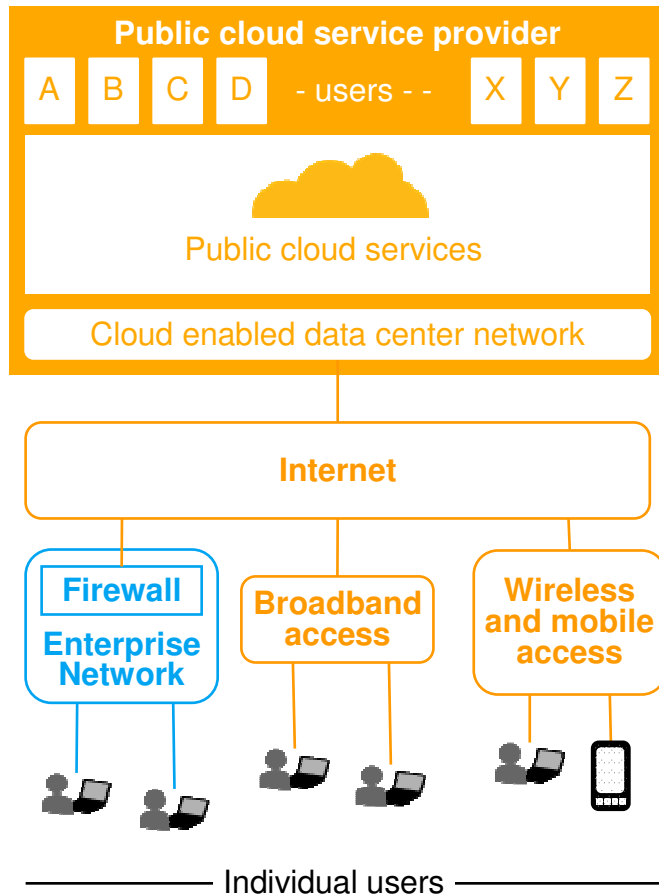 Public cloud service provider
A B C D - users - - X Y Z
Public cloud services
Cloud enabled data center network
Internet
Firewall
Enterprise
Network
Broadband
access
Wireless
and mobile
access
Individual users